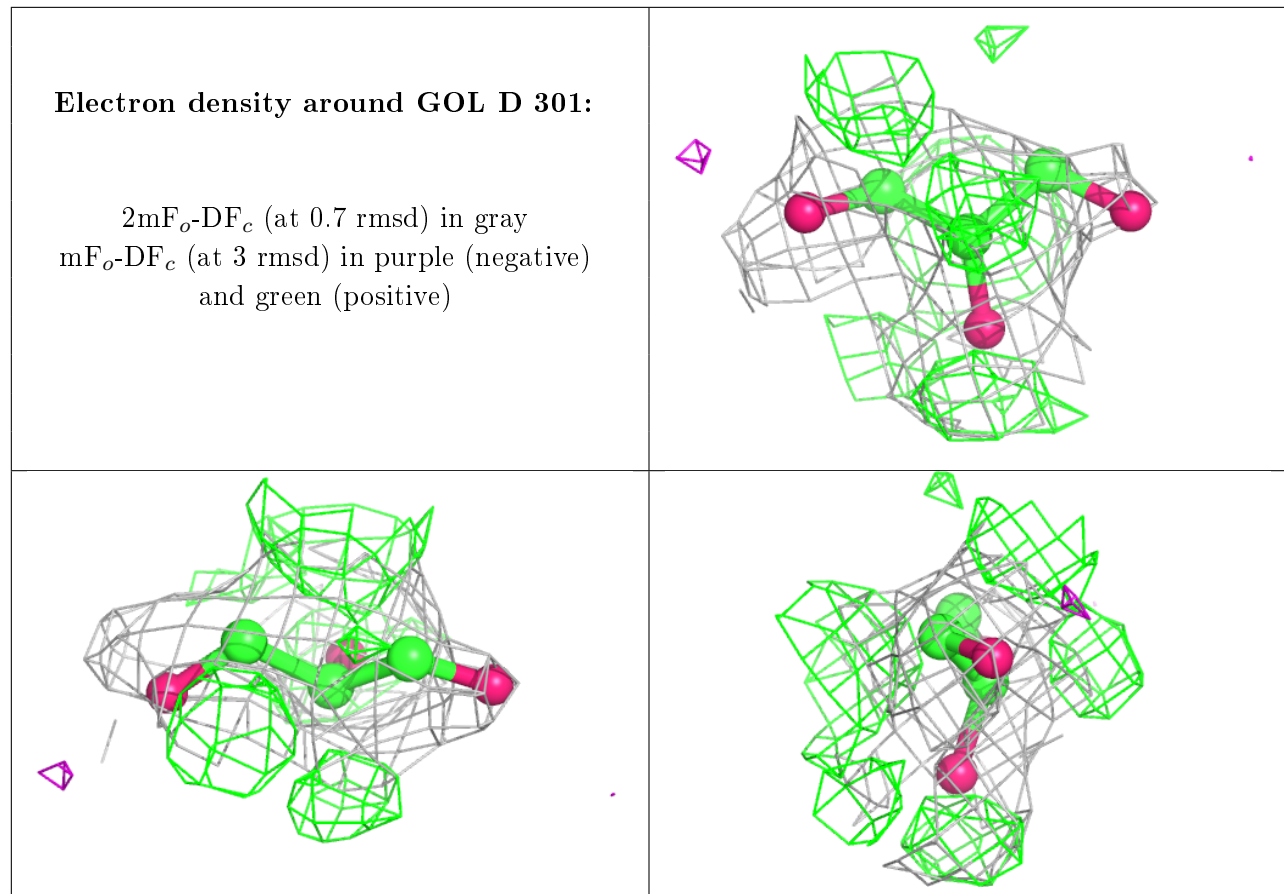 Electron density around GOL D 301:
2mFₒ-DF𝑐 (at 0.7 rmsd) in gray
mFₒ-DF𝑐 (at 3 rmsd) in purple (negative)
and green (positive)